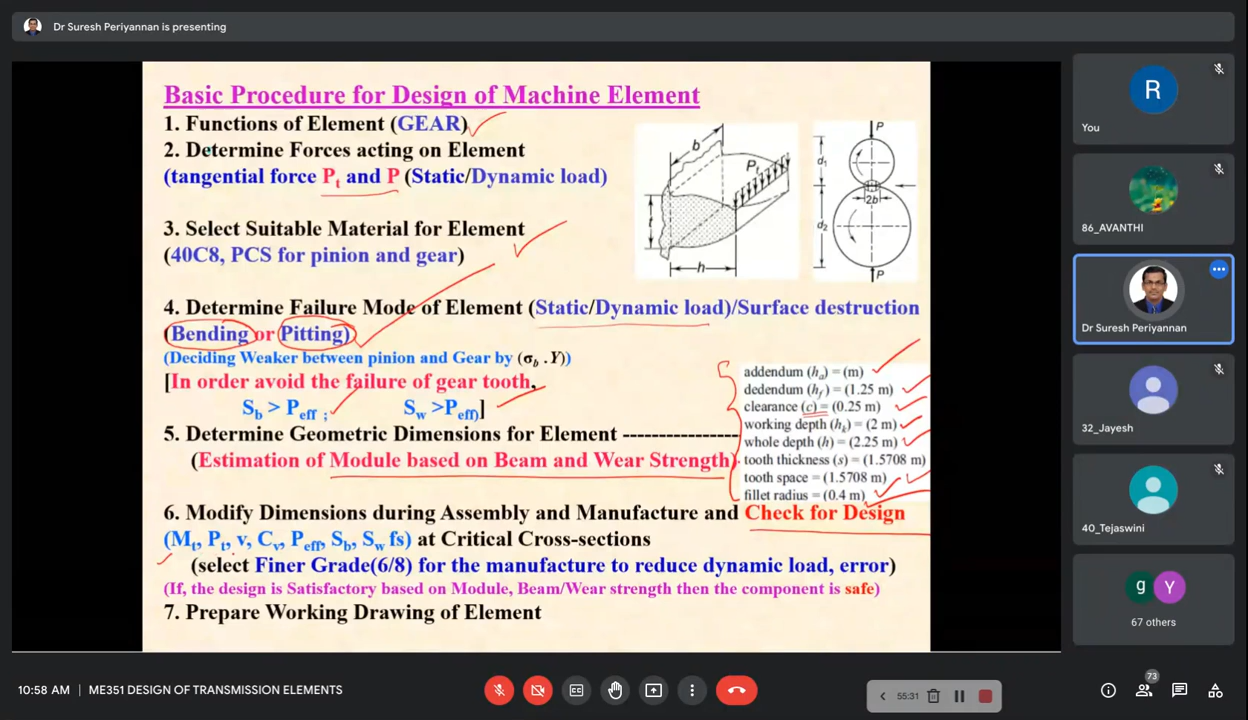 Dr Suresh Periyannan is presenting
Basic Procedure for Design of Machine Element
1. Functions of Element (GEAR)
2. Determine Forces acting on Element
(tangential force Pt and P (Static/Dynamic load)
3. Select Suitable Material for Element
(40C8, PCS for pinion and gear)
4. Determine Failure Mode of Element (Static/Dynamic load)/Surface destruction
(Bending or Pitting)
(Deciding Weaker between pinion and Gear by (σb . Y))
[In order avoid the failure of gear tooth,
Sb > Peff ; Sw >Peff)]
5. Determine Geometric Dimensions for Element -----------------
(Estimation of Module based on Beam and Wear Strength)
6. Modify Dimensions during Assembly and Manufacture and Check for Design
(Mt, Pt, v, Cv, Peff, Sb, Sw fs) at Critical Cross-sections
(select Finer Grade(6/8) for the manufacture to reduce dynamic load, error)
(If, the design is Satisfactory based on Module, Beam/Wear strength then the component is safe)
7. Prepare Working Drawing of Element
b
Pt
t
h
P
d1
2b
d2
P
addendum (ha) = (m)
dedendum (hf) = (1.25 m)
clearance (c) = (0.25 m)
working depth (hk) = (2 m)
whole depth (h) = (2.25 m)
tooth thickness (s) = (1.5708 m)
tooth space = (1.5708 m)
fillet radius = (0.4 m)
R
You
86_AVANTHI
Dr Suresh Periyannan
32_Jayesh
40_Tejaswini
g Y
67 others
10:58 AM | ME351 DESIGN OF TRANSMISSION ELEMENTS
CC
55:31
73